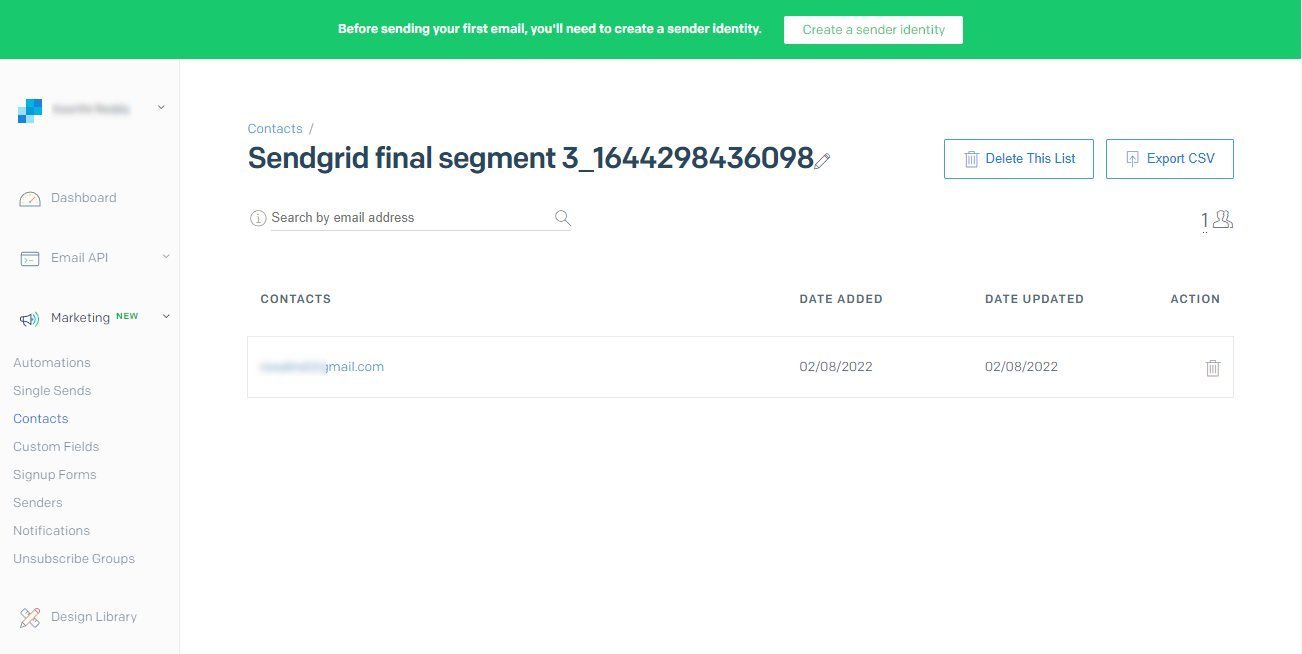 Before sending your first email, you'll need to create a sender identity. Create a sender identity
Dashboard
Email API
Marketing NEW
Automations
Single Sends
Contacts
Custom Fields
Signup Forms
Senders
Notifications
Unsubscribe Groups
Design Library
Contacts /
Sendgrid final segment 3_1644298436098
Delete This List Export CSV
Search by email address
1
CONTACTS DATE ADDED DATE UPDATED ACTION
gmail.com 02/08/2022 02/08/2022